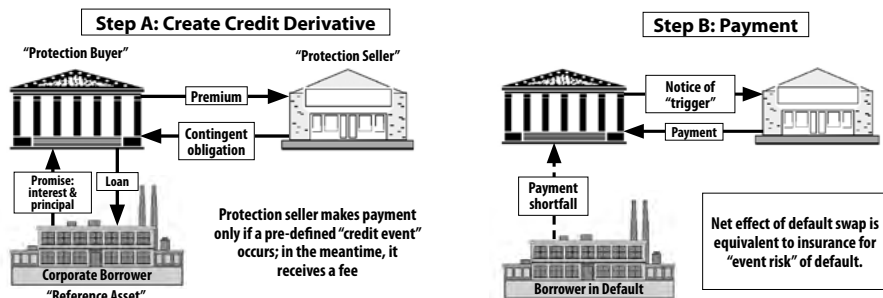 Step A: Create Credit Derivative
"Protection Buyer"
"Protection Seller"
Premium
Contingent
obligation
Promise:
interest &
principal
Loan
Protection seller makes payment
only if a pre-defined "credit event"
occurs; in the meantime, it
receives a fee
Corporate Borrower
"Reference Asset"
Step B: Payment
Notice of
"trigger"
Payment
Payment
shortfall
Borrower in Default
Net effect of default swap is
equivalent to insurance for
"event risk" of default.